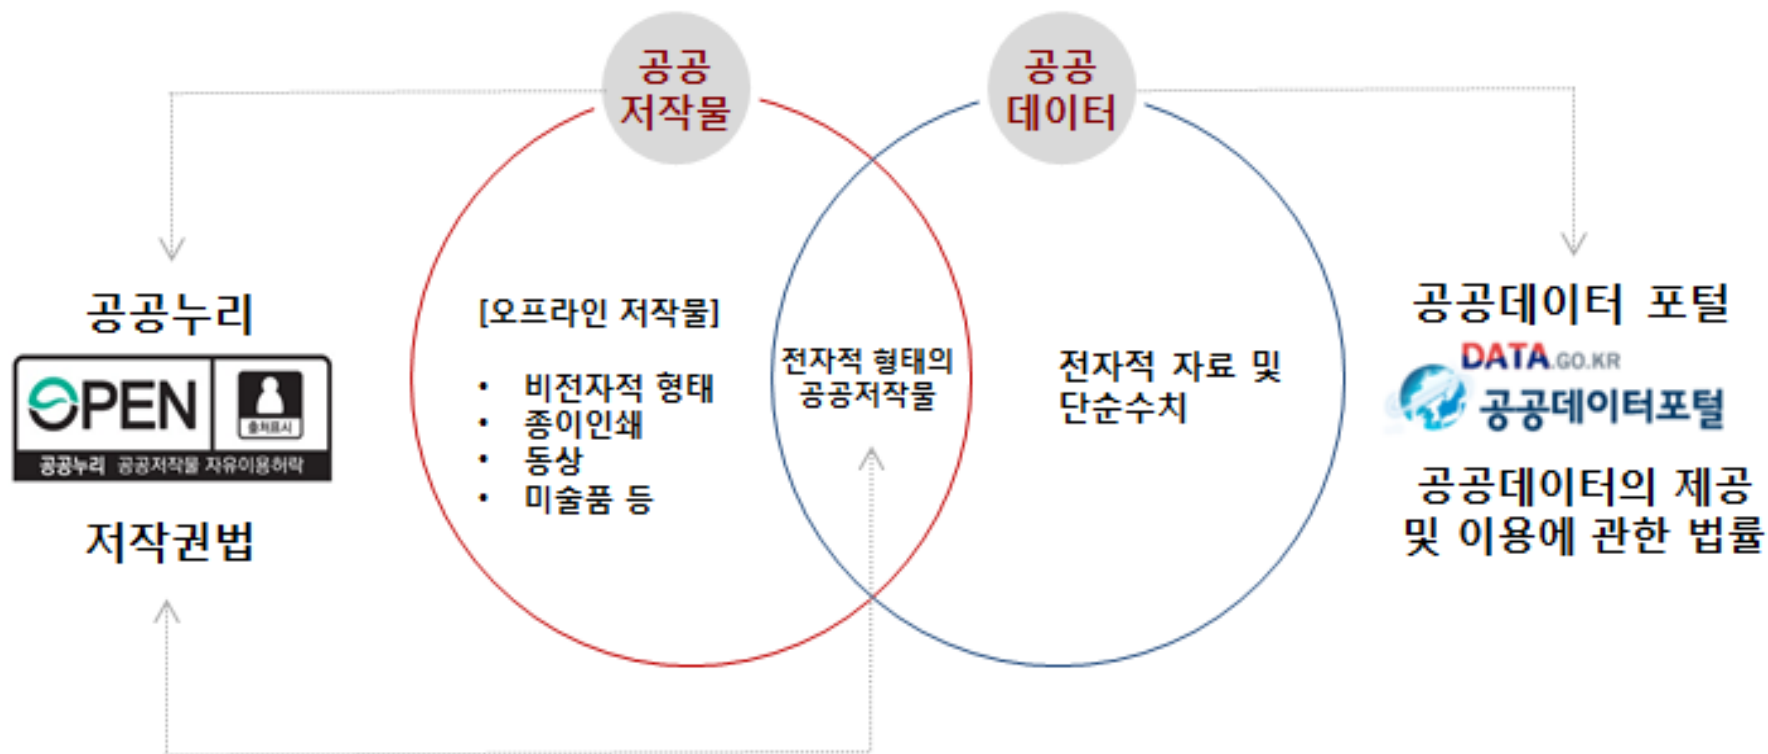 공공
저작물
공공
데이터
공공누리
OPEN
출처표시
공공누리 공공저작물 자유이용허락
저작권법
[오프라인 저작물]
• 비전자적 형태
• 종이인쇄
• 동상
• 미술품 등
전자적 형태의
공공저작물
전자적 자료 및
단순수치
공공데이터 포털
DATA.GO.KR
공공데이터포털
공공데이터의 제공
및 이용에 관한 법률